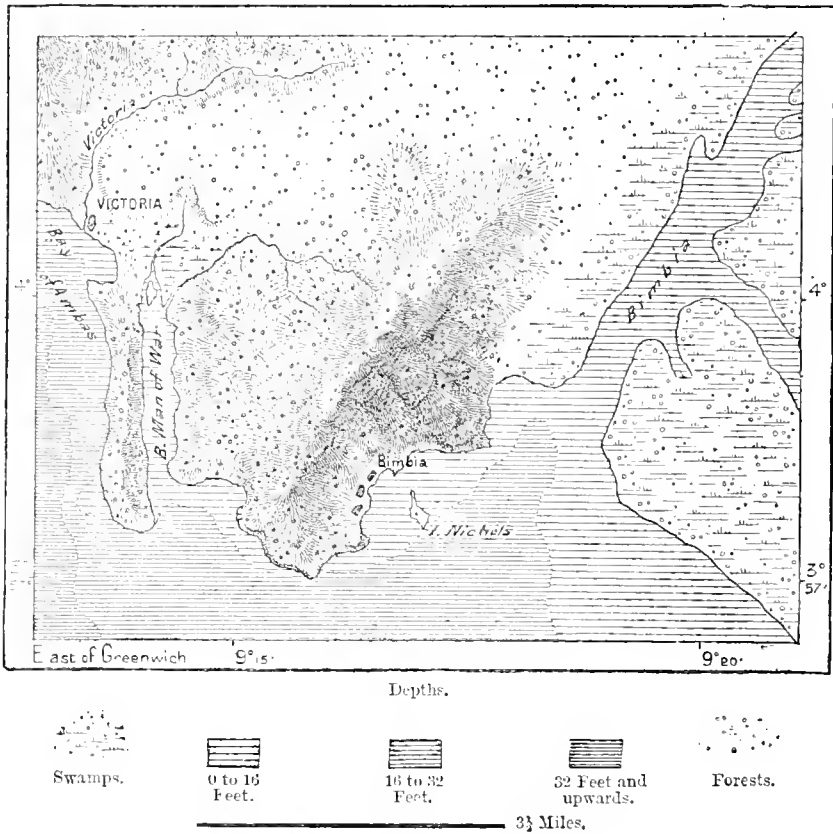 Victoria
VICTORIA
BAY
of Ambas
B. Man of War
Bimbia
Bimbia
I. Nichols
4°
4°
3°
57'
East of Greenwich 9° 15' 9° 20'
Depths.
Swamps.
0 to 16
Feet.
16 to 32
Feet.
32 Feet and
upwards.
Forests.
3½ Miles.